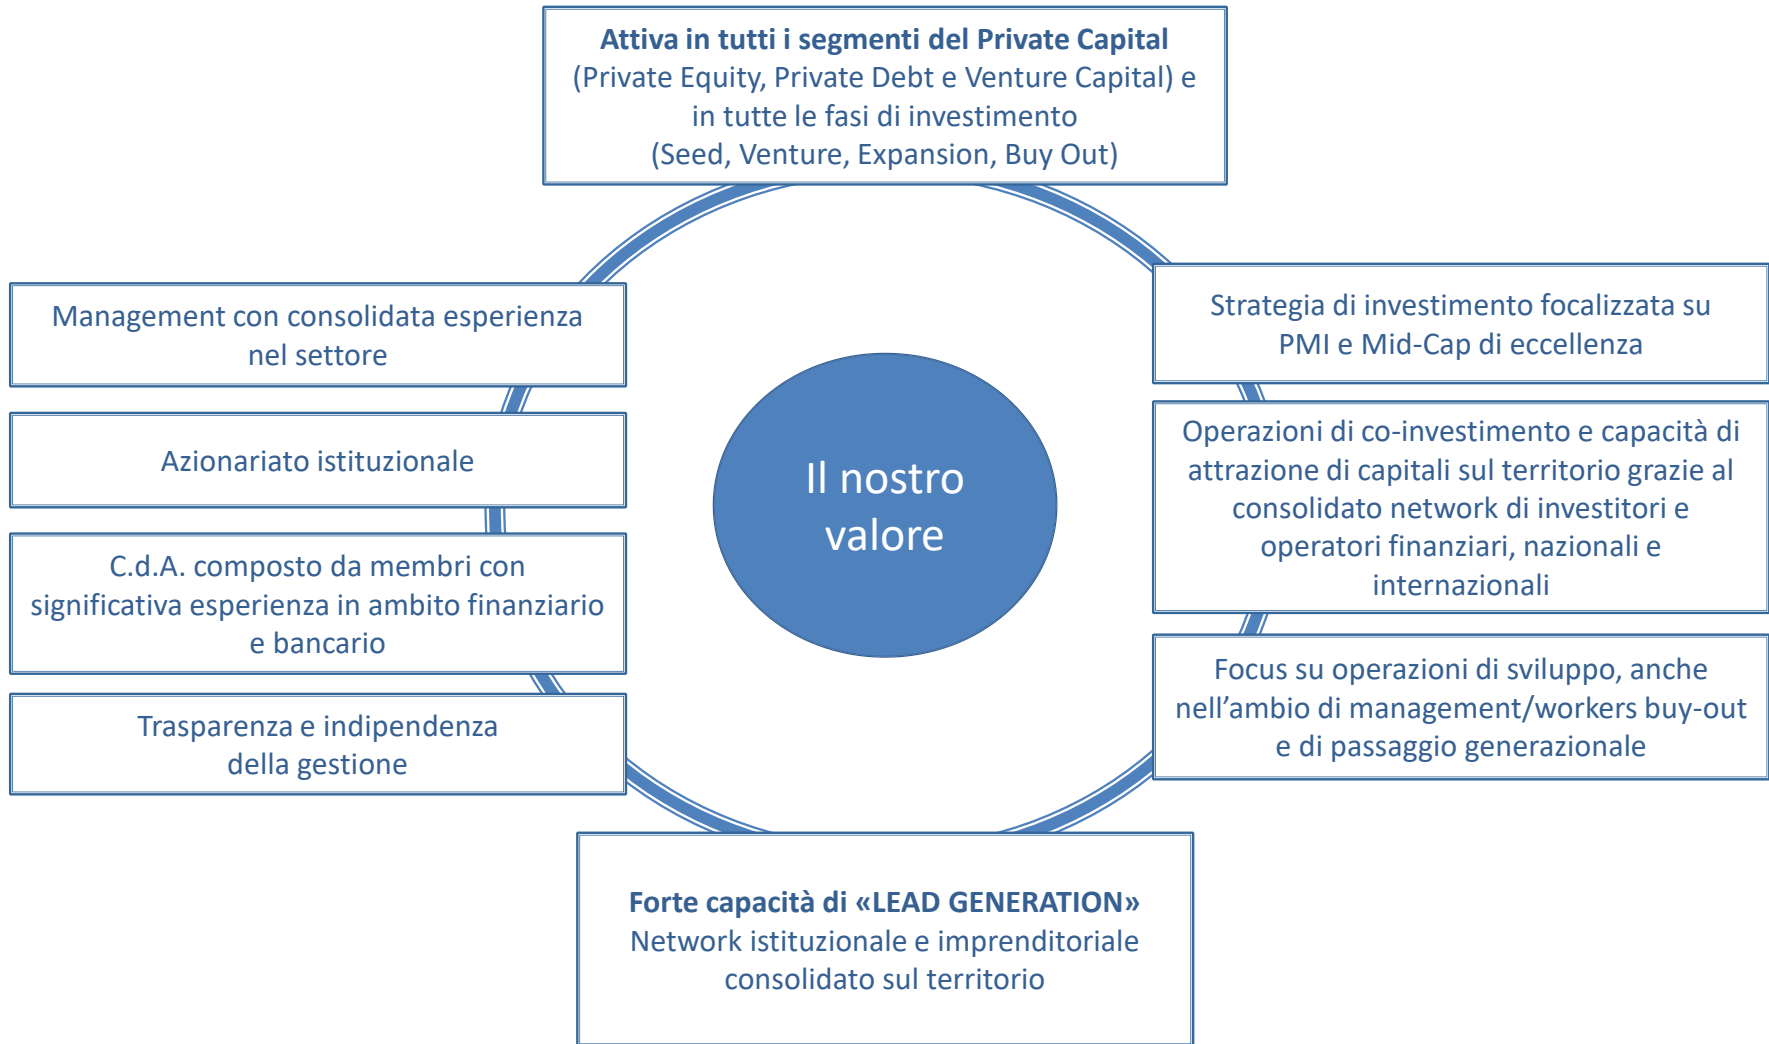 Attiva in tutti i segmenti del Private Capital
(Private Equity, Private Debt e Venture Capital) e
in tutte le fasi di investimento
(Seed, Venture, Expansion, Buy Out)
Management con consolidata esperienza
nel settore
Azionariato istituzionale
C.d.A. composto da membri con
significativa esperienza in ambito finanziario
e bancario
Trasparenza e indipendenza
della gestione
Il nostro
valore
Strategia di investimento focalizzata su
PMI e Mid-Cap di eccellenza
Operazioni di co-investimento e capacità di
attrazione di capitali sul territorio grazie al
consolidato network di investitori e
operatori finanziari, nazionali e
internazionali
Focus su operazioni di sviluppo, anche
nell’ambio di management/workers buy-out
e di passaggio generazionale
Forte capacità di «LEAD GENERATION»
Network istituzionale e imprenditoriale
consolidato sul territorio